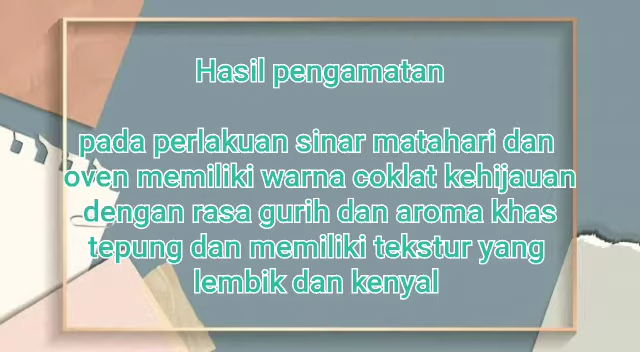 Hasil pengamatan
pada perlakuan sinar matahari dan
oven memiliki warna coklat kehijauan
dengan rasa gurih dan aroma khas
tepung dan memiliki tekstur yang
lembik dan kenyal